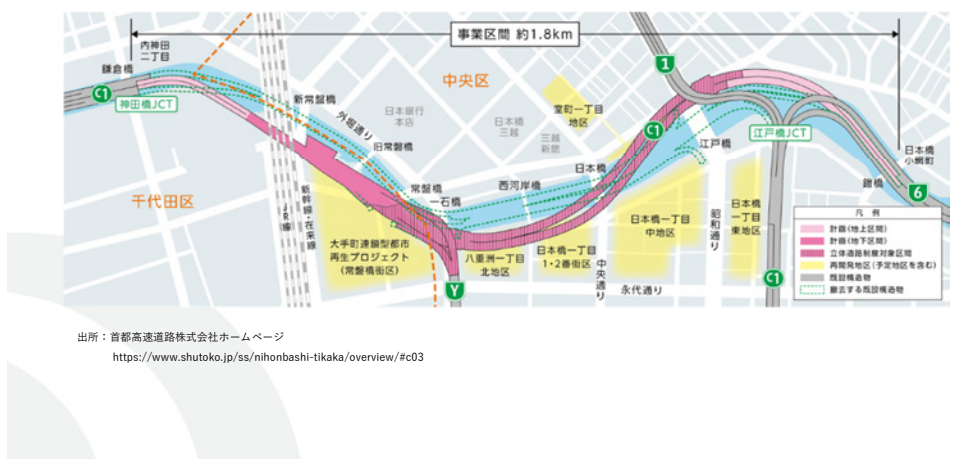 事業区間 約1.8km
内神田
二丁目
鎌倉橋
C1
神田橋JCT
新常盤橋
外堀通り
旧常盤橋
日本銀行
本店
中央区
日本橋
三越
三越
新館
室町一丁目
地区
1
C1
江戸橋
江戸橋JCT
日本橋
小網町
鎧橋
6
千代田区
JR線
新幹線・在来線
常盤橋
一石橋
西河岸橋
日本橋
大手町連鎖型都市
再生プロジェクト
(常盤橋街区)
八重洲一丁目
北地区
日本橋一丁目
1・2番街区
中央通り
日本橋一丁目
中地区
昭和通り
日本橋
一丁目
東地区
Y
永代通り
C1
凡 例
計画(地上区間)
計画(地下区間)
立体道路制度対象区間
再開発地区(予定地区を含む)
既設構造物
撤去する既設構造物
出所：首都高速道路株式会社ホームページ
https://www.shutoko.jp/ss/nihonbashi-tikaka/overview/#c03